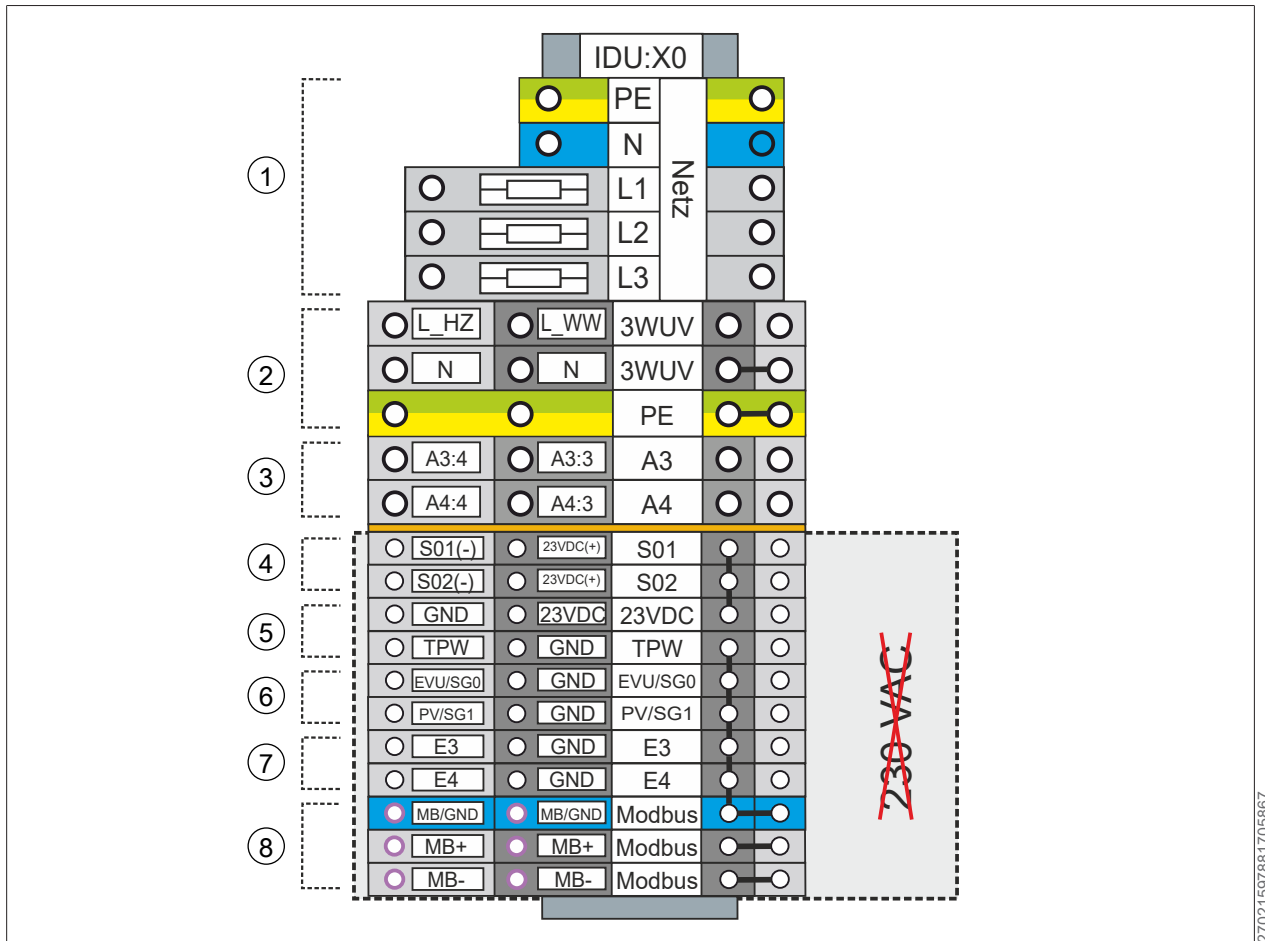 IDU:X0
PE
N
Netz
L1
L2
L3
1
L_HZ L_WW 3WUV
2
N N 3WUV
PE
3
A3:4 A3:3 A3
A4:4 A4:3 A4
4
S01(-) 23VDC(+) S01
S02(-) 23VDC(+) S02
5
GND 23VDC 23VDC
TPW GND TPW
6
EVU/SG0 GND EVU/SG0
PV/SG1 GND PV/SG1
7
E3 GND E3
E4 GND E4
8
MB/GND MB/GND Modbus
MB+ MB+ Modbus
MB- MB- Modbus
230 VAC
27021597881705867